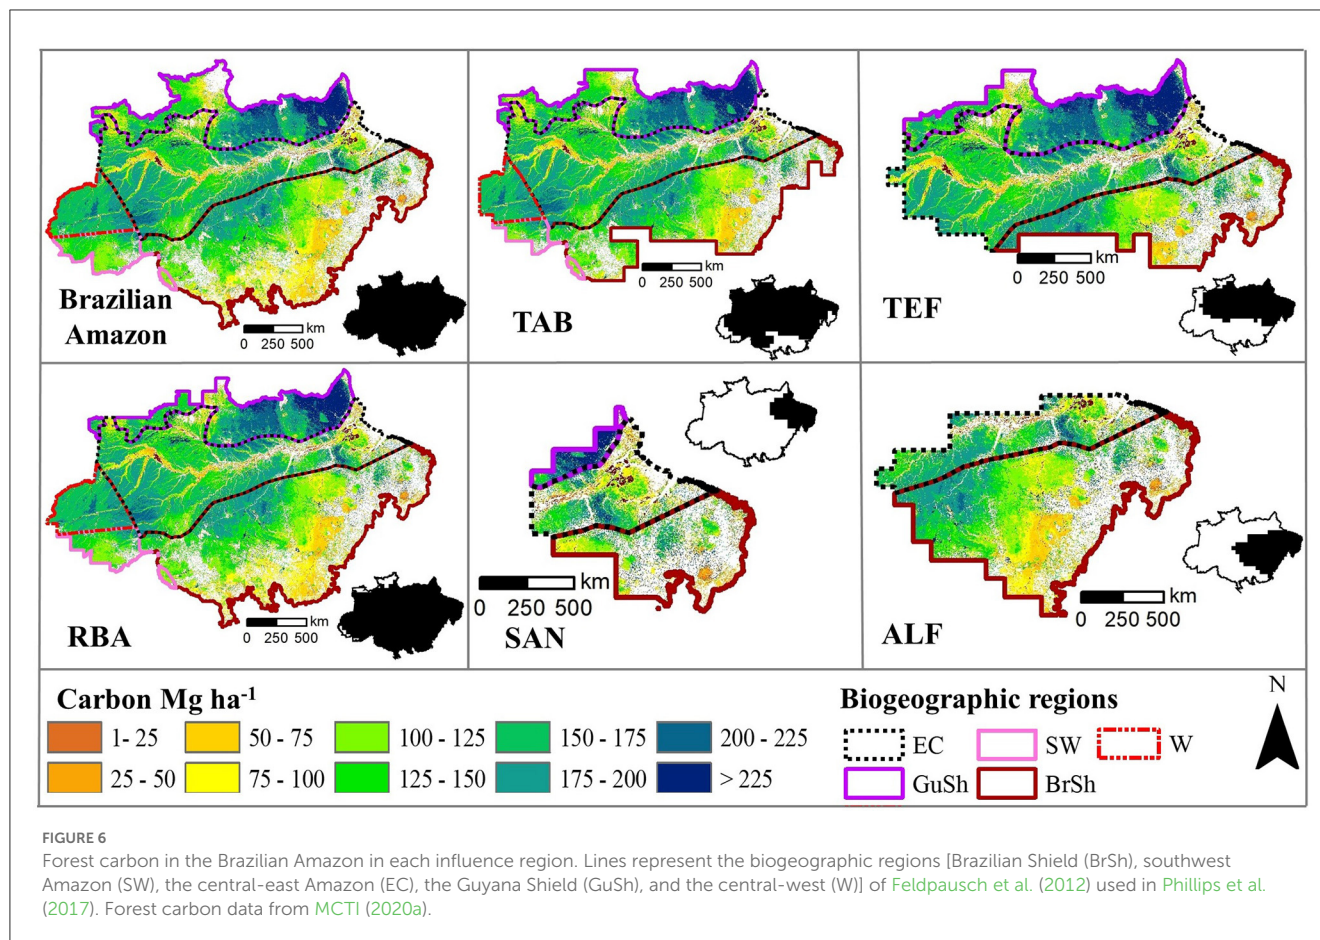 Brazilian
Amazon
0 250 500
km
TAB
0 250 500
km
TEF
0 250 500
km
RBA
0 250 500
km
SAN
0 250 500
km
ALF
0 250 500
km
Carbon Mg ha-1
1- 25
50 - 75
100 - 125
150 - 175
200 - 225
25 - 50
75 - 100
125- 150
175- 200
> 225
Biogeographic regions
EC
SW
W
GuSh
BrSh
N
FIGURE 6
Forest carbon in the Brazilian Amazon in each influence region. Lines represent the biogeographic regions [Brazilian Shield (BrSh), southwest
Amazon (SW), the central-east Amazon (EC), the Guyana Shield (GuSh), and the central-west (W)] of Feldpausch et al. (2012) used in Phillips et al.
(2017). Forest carbon data from MCTI (2020a).